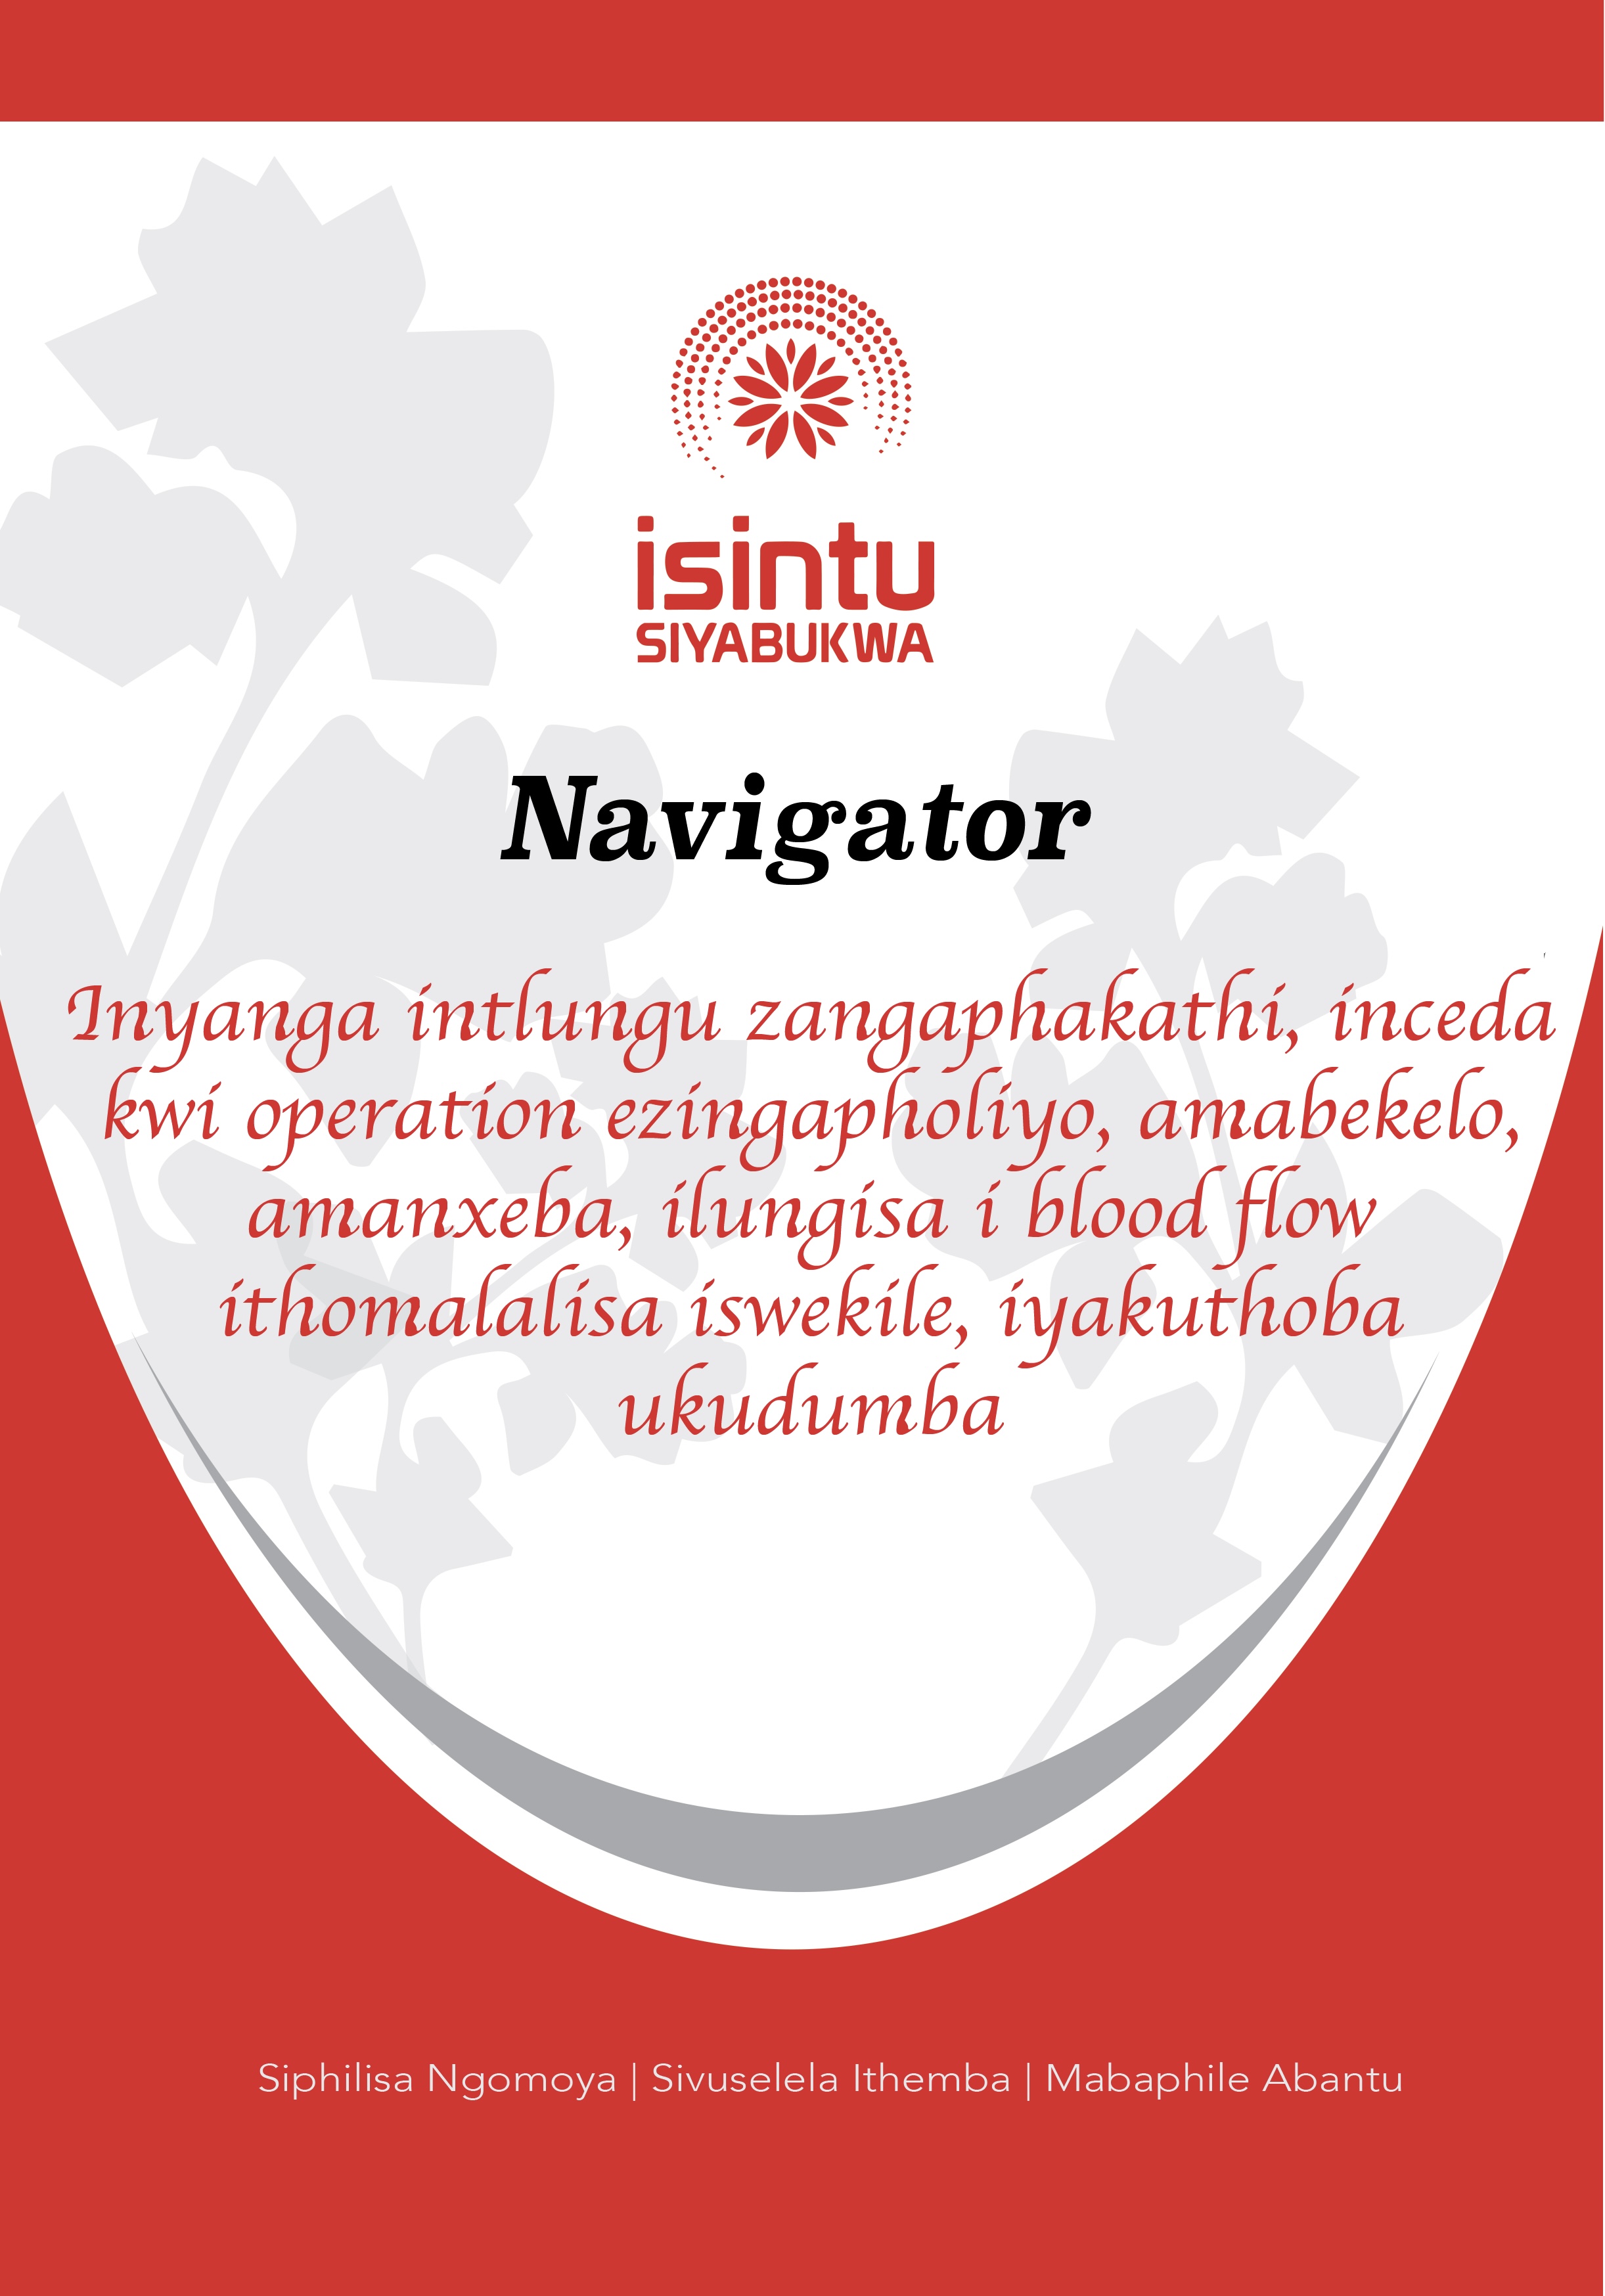 isintu
SIYABUKWA
Navigator
Inyanga intlungu zangaphakathi, inceda
kwi operation ezingapholiyo, amabekelo,
amanxeba, ilungisa i blood flow
ithomalalisa iswekile, iyakuthoba
ukudumba
Siphilisa Ngomoya | Sivuselela Ithemba | Mabaphile Abantu